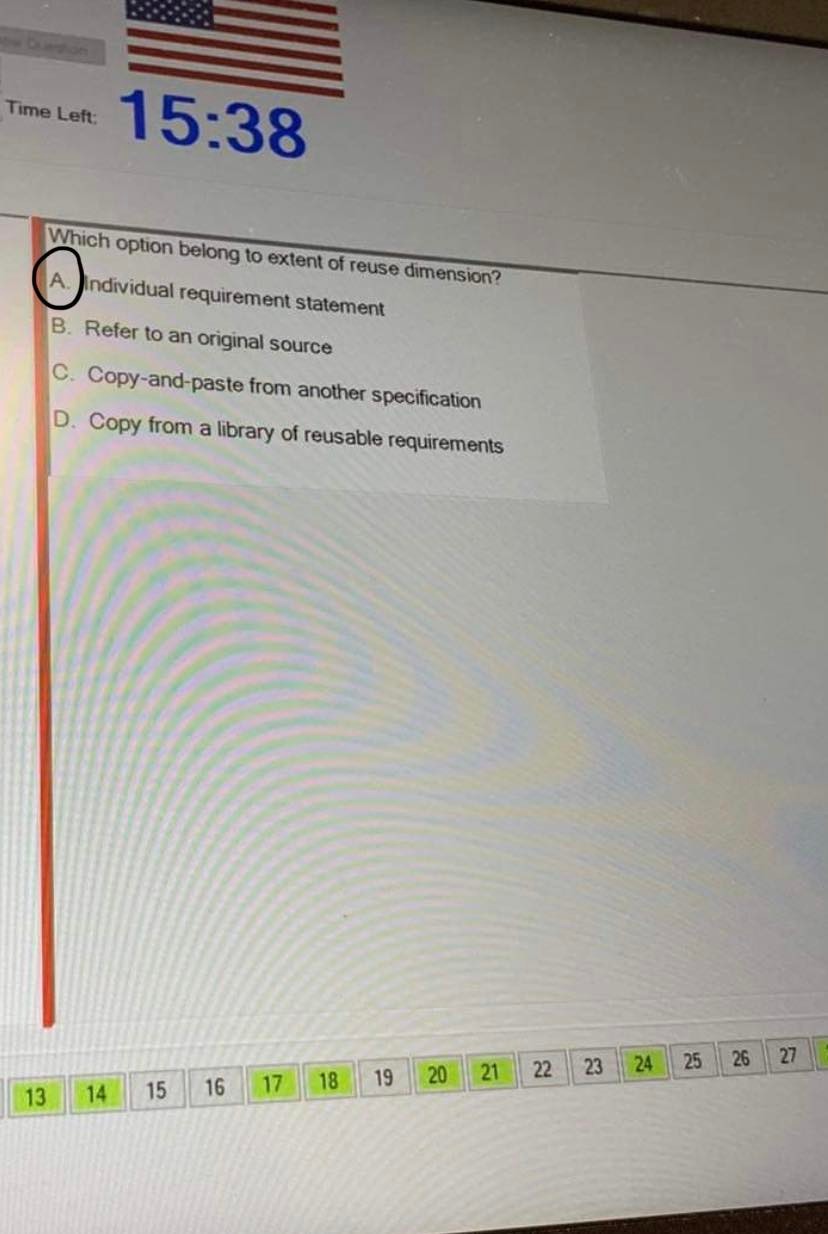 Time Left: 15:38
Which option belong to extent of reuse dimension?
A. Individual requirement statement
B. Refer to an original source
C. Copy-and-paste from another specification
D. Copy from a library of reusable requirements
13 14 15 16 17 18 19 20 21 22 23 24 25 26 27